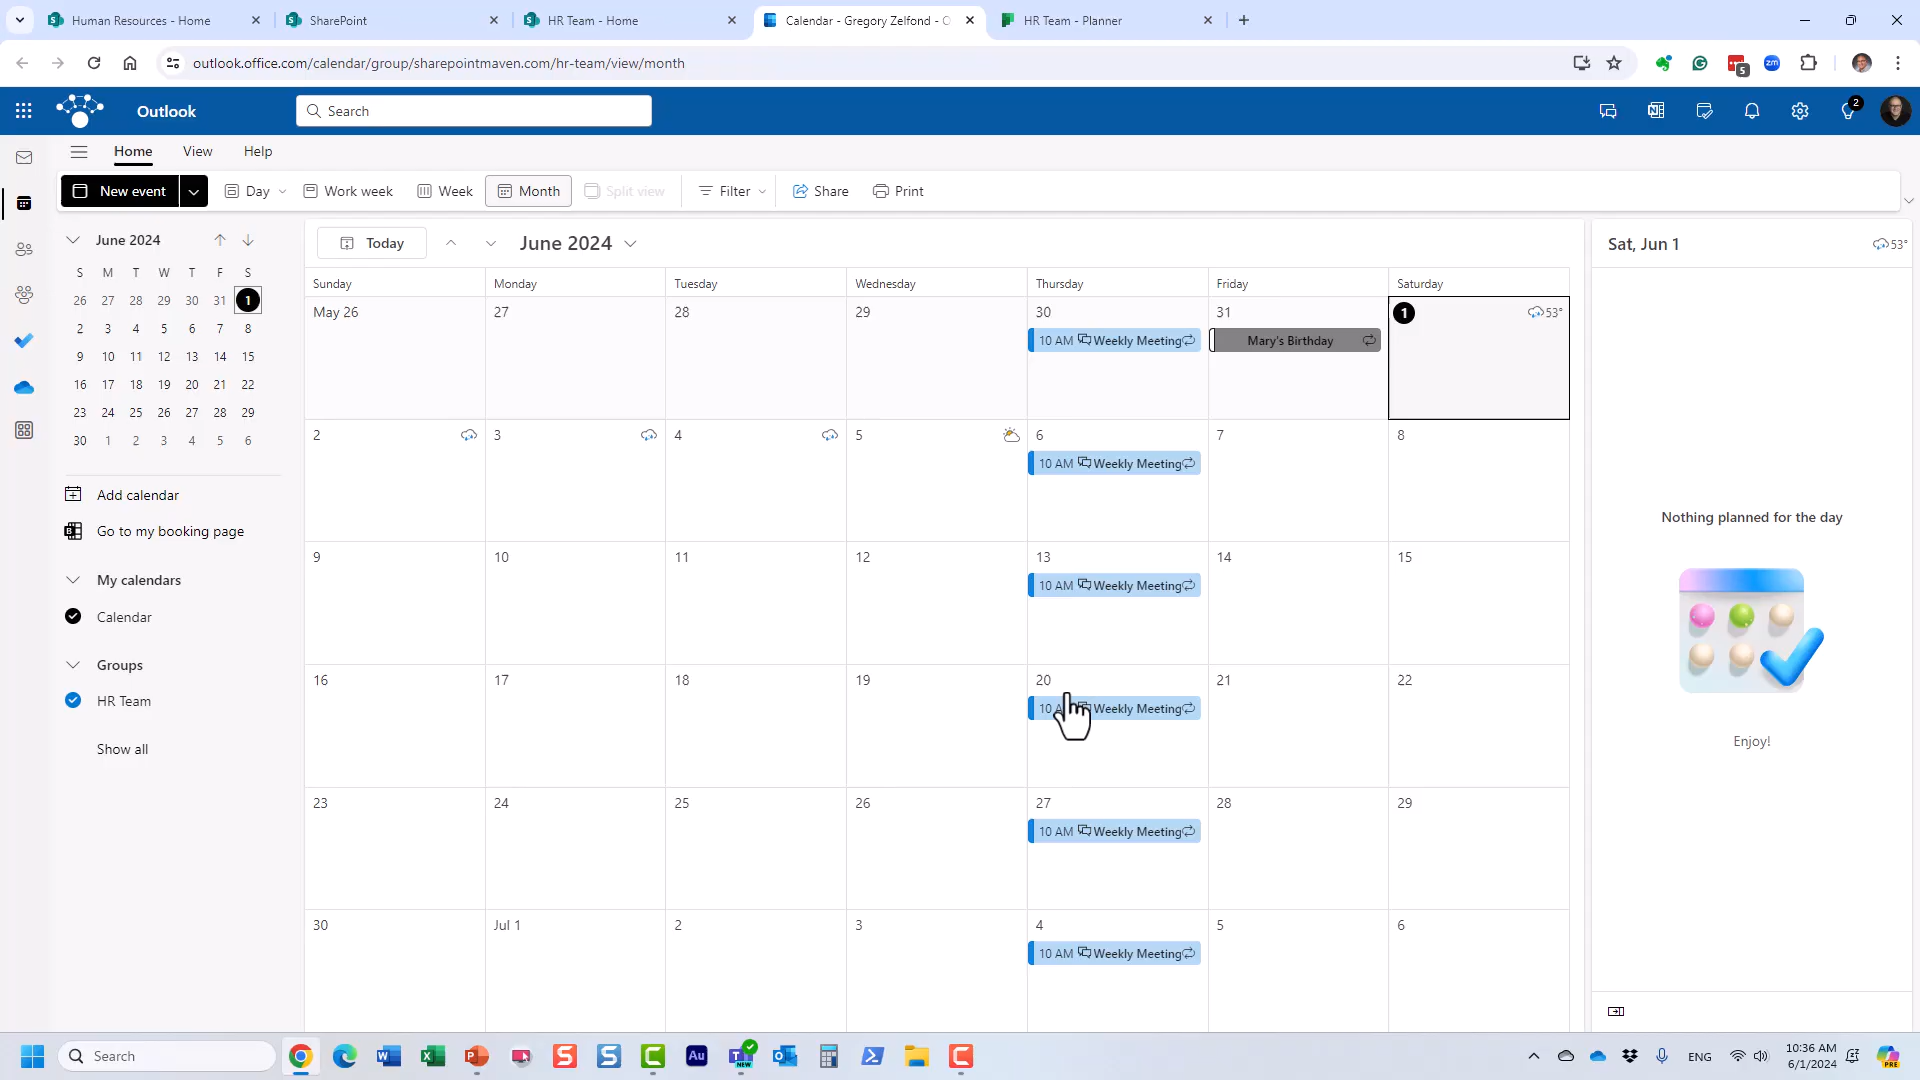 Human Resources - Home
SharePoint
HR Team - Home
Calendar - Gregory Zelfond - O
HR Team - Planner
outlook.office.com/calendar/group/sharepointmaven.com/hr-team/view/month
5
zm
Outlook
Search
2
Home
View
Help
New event
Day
Work week
Week
Month
Split view
Filter
Share
Print
June 2024
S M T W T F S
26 27 28 29 30 31 1
2 3 4 5 6 7 8
9 10 11 12 13 14 15
16 17 18 19 20 21 22
23 24 25 26 27 28 29
30 1 2 3 4 5 6
Add calendar
Go to my booking page
My calendars
Calendar
Groups
HR Team
Show all
Today
June 2024
Sunday Monday Tuesday Wednesday Thursday Friday Saturday
May 26 27 28 29 30 31 1 53°
10 AM Weekly Meeting
Mary's Birthday
2 3 4 5 6 7 8
10 AM Weekly Meeting
9 10 11 12 13 14 15
10 AM Weekly Meeting
16 17 18 19 20 21 22
10 Weekly Meeting
23 24 25 26 27 28 29
10 AM Weekly Meeting
30 Jul 1 2 3 4 5 6
10 AM Weekly Meeting
Sat, Jun 1
53°
Nothing planned for the day
Enjoy!
Search
Au
NEW
ENG
10:36 AM
6/1/2024
PRE